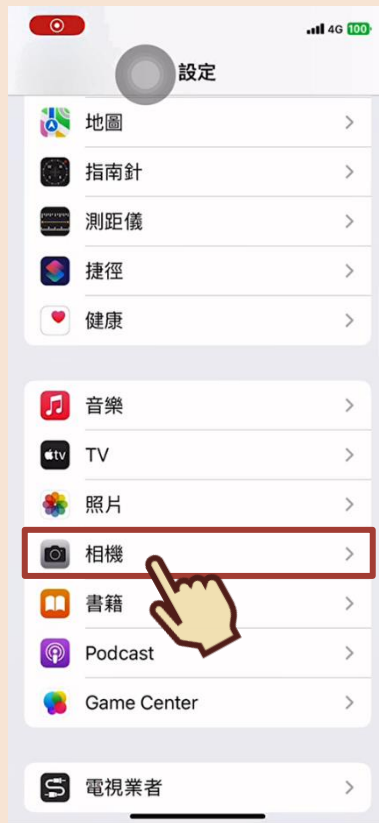 4G 100
設定
地圖
指南針
測距儀
捷徑
健康
音樂
tv TV
照片
相機
書籍
Podcast
Game Center
電視業者